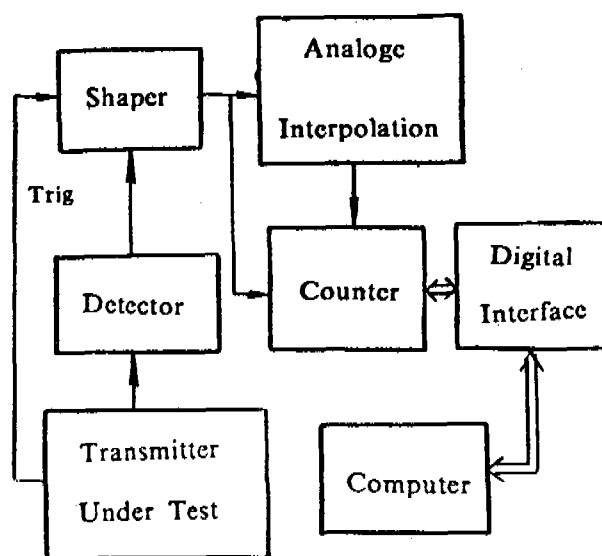 Analoge
Interpolation
Shaper
Trig
Detector
Counter
Digital
Interface
Transmitter
Under Test
Computer